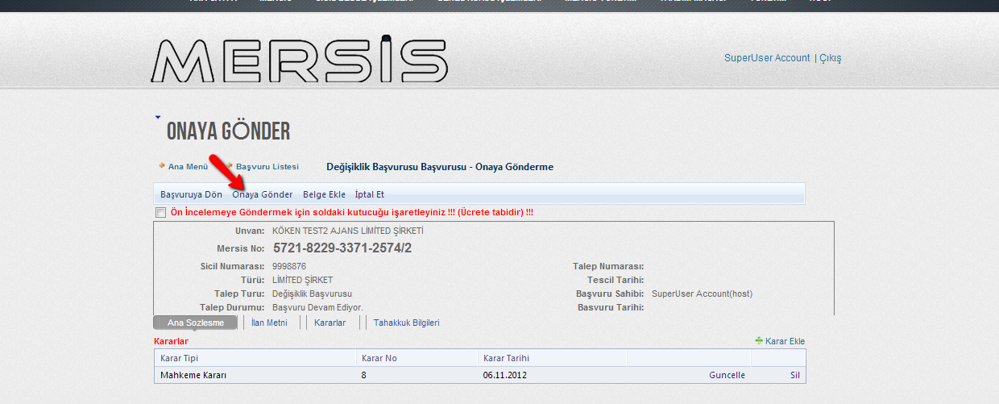 MERSİS
SuperUser Account | Çıkış
ONAYA GÖNDER
Ana Menü Başvuru Listesi Değişiklik Başvurusu Başvurusu - Onaya Gönderme
Başvuruya Dön Onaya Gönder Belge Ekle İptal Et
Ön İncelemeye Göndermek için soldaki kutucuğu işaretleyiniz !!! (Ücrete tabidir) !!!
Unvan: KÖKEN TEST2 AJANS LİMİTED ŞİRKETİ
Mersis No: 5721-8229-3371-2574/2
Sicil Numarası: 9998876 Talep Numarası:
Türü: LİMİTED ŞİRKET Tescil Tarihi:
Talep Turu: Değişiklik Başvurusu Başvuru Sahibi: SuperUser Account(host)
Talep Durumu: Başvuru Devam Ediyor. Basvuru Tarihi:
Ana Sozlesme İlan Metni Kararlar Tahakkuk Bilgileri
Kararlar Karar Ekle
Karar Tipi Karar No Karar Tarihi
Mahkeme Kararı 8 06.11.2012 Guncelle Sil